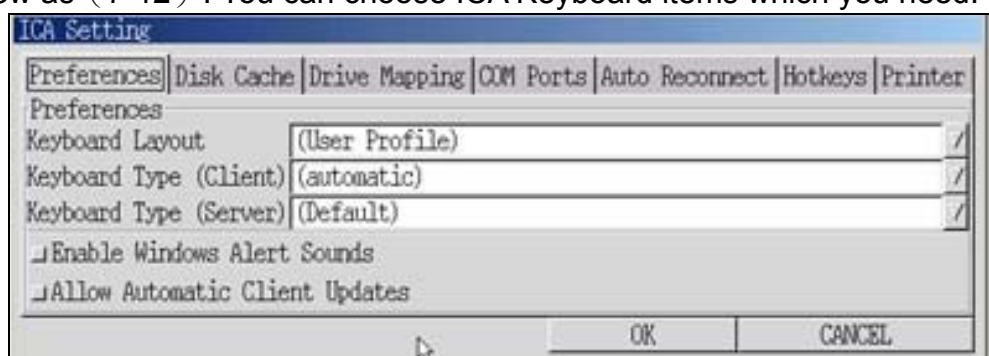 as (7-12) : You can choose ICA Keyboard items which you need.
ICA Setting
Preferences Disk Cache Drive Mapping COM Ports Auto Reconnect Hotkeys Printer
Preferences
Keyboard Layout (User Profile)
Keyboard Type (Client) (automatic)
Keyboard Type (Server) (Default)
Enable Windows Alert Sounds
Allow Automatic Client Updates
OK CANCEL